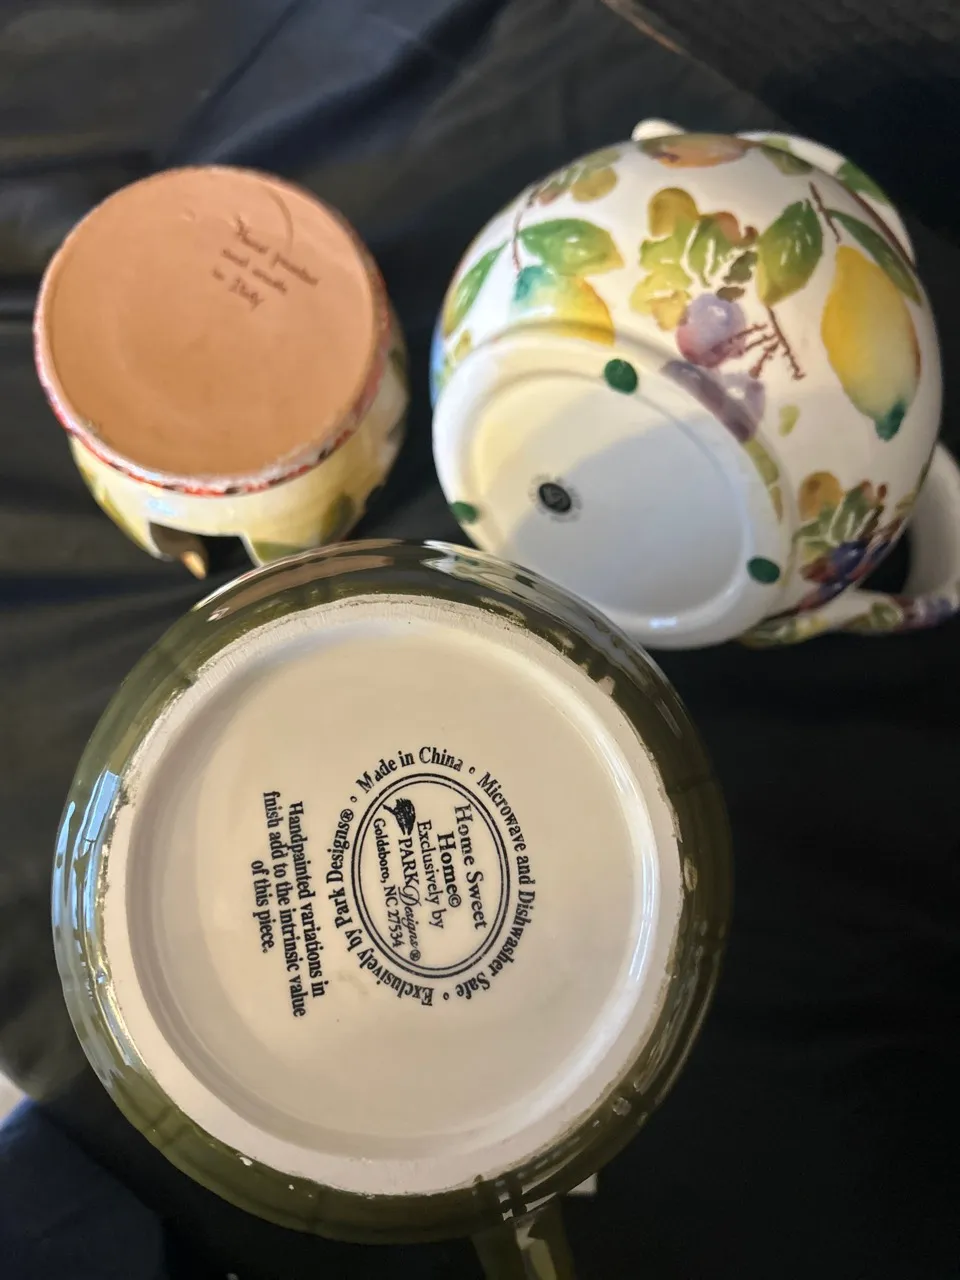 Hand painted
and made
in Italy
Made in China • Microwave and Dishwasher Safe • Exclusively by Park Designs® •
Home Sweet
Home©
Exclusively by
PARK Designs®
Goldsboro, NC 27534
Handpainted variations in
fnish add to the intrinsic value
of this piece.